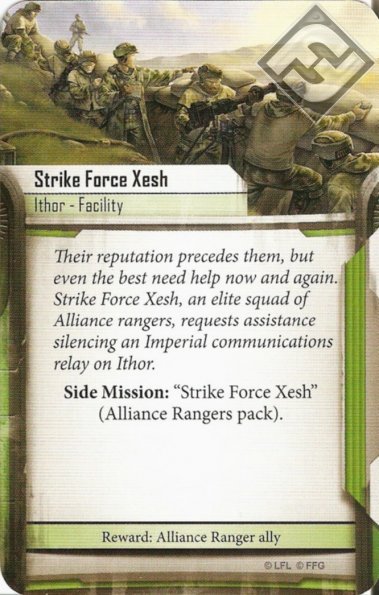 Strike Force Xesh
Ithor - Facility
Their reputation precedes them, but
even the best need help now and again.
Strike Force Xesh, an elite squad of
Alliance rangers, requests assistance
silencing an Imperial communications
relay on Ithor.
Side Mission: “Strike Force Xesh”
(Alliance Rangers pack).
Reward: Alliance Ranger ally
© LFL © FFG